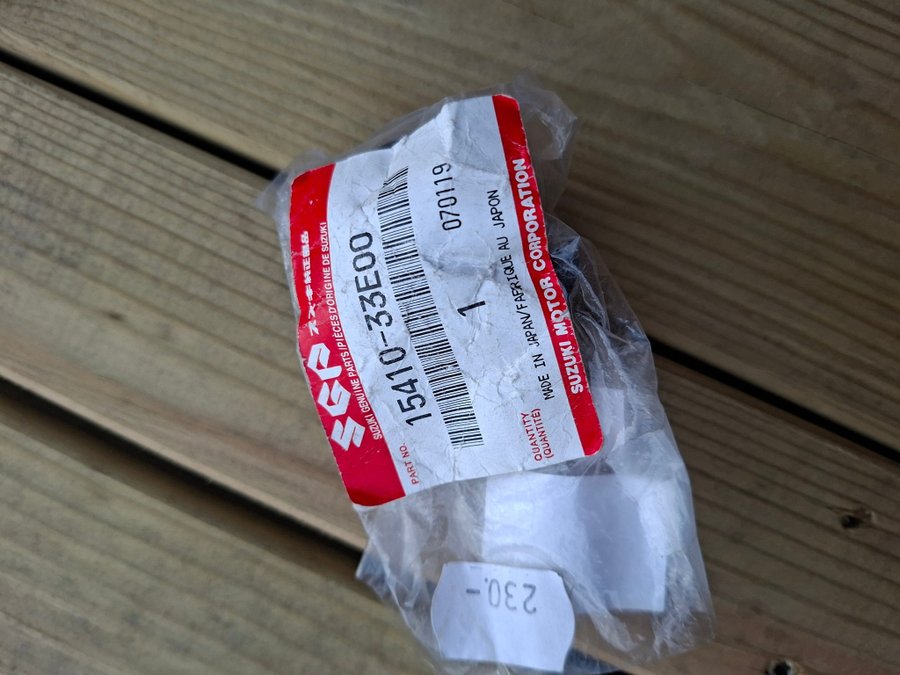 SGP スズキ純正部品
SUZUKI GENUINE PARTS/PIÈCES D'ORIGINE DE SUZUKI
PART NO. 15410-33E00
070119
QUANTITY
(QUANTITÉ)
1
MADE IN JAPAN/FABRIQUE AU JAPON
SUZUKI MOTOR CORPORATION
230.-